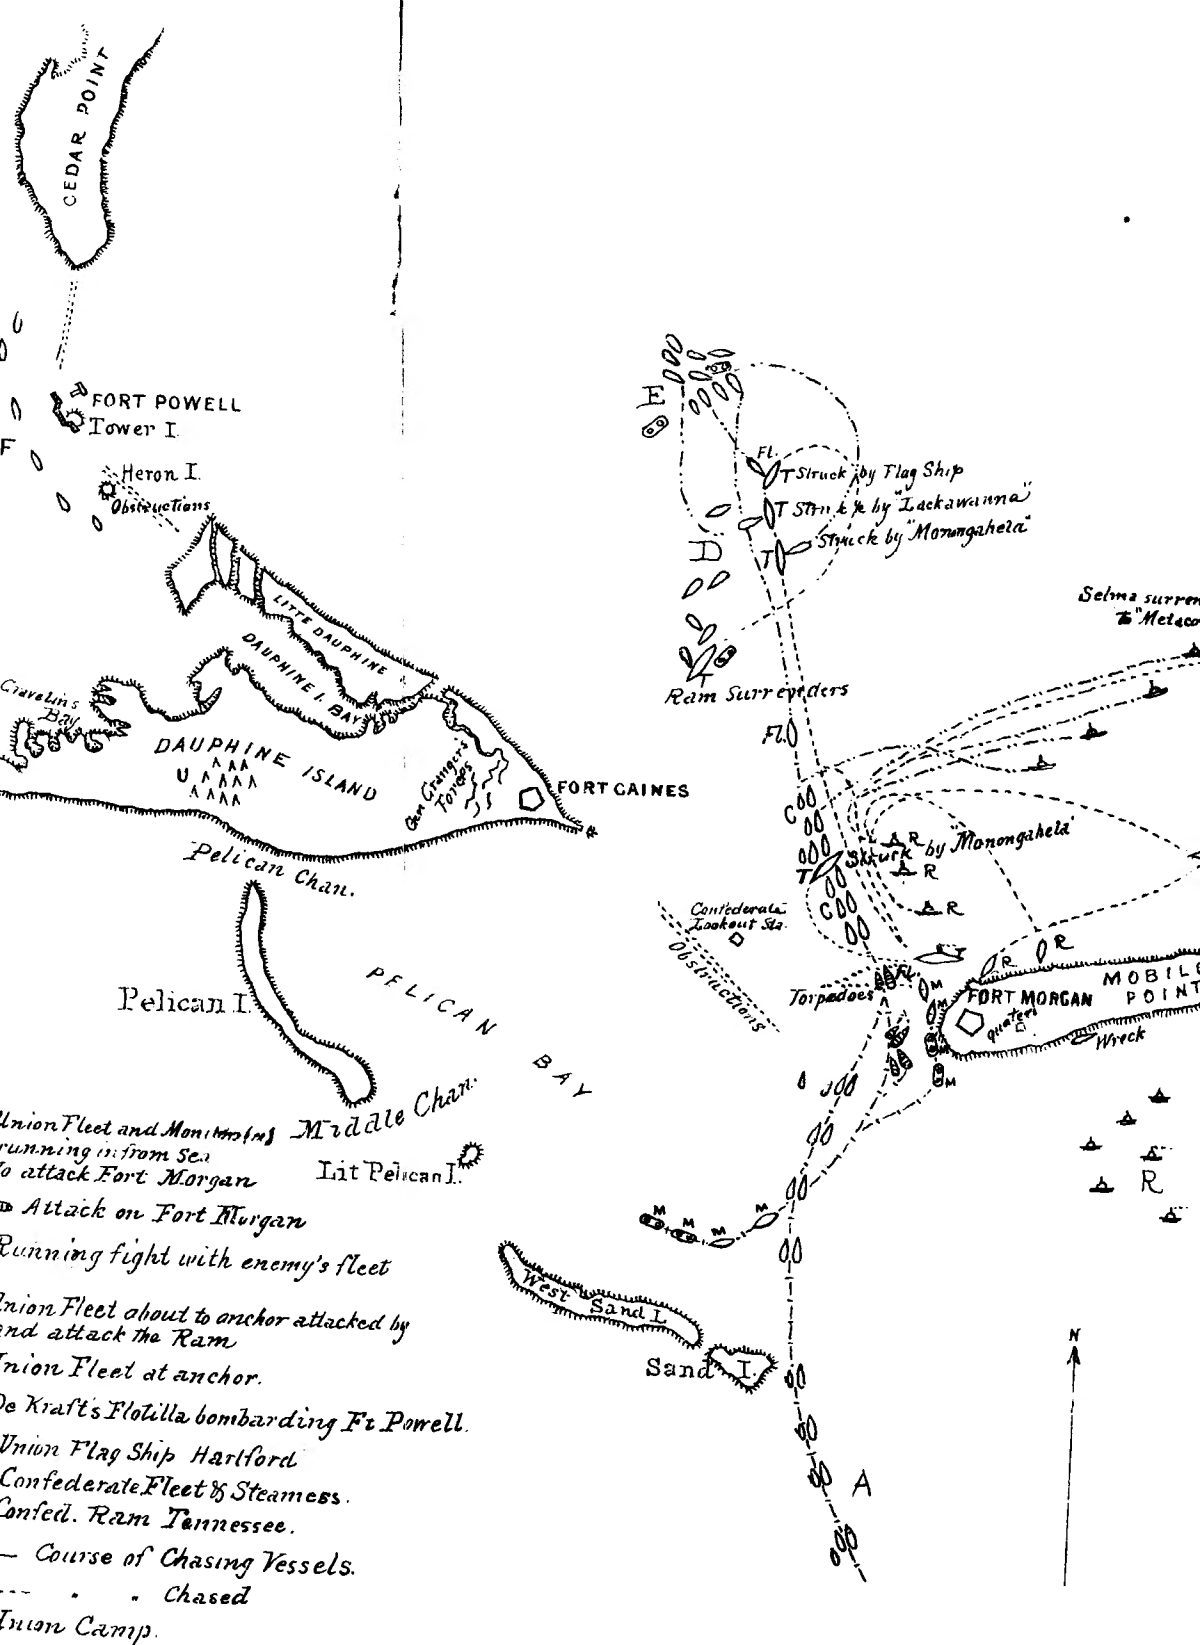 CEDAR POINT
FORT POWELL
Tower I.
F
Heron I.
Obstructions
LITTE DAUPHINE
DAUPHINE I. BAY
Bay
DAUPHINE ISLAND
U
Gen Granger's
Forces
FORT GAINES
Pelican Chan.
Pelican I.
PELICAN BAY
Middle Chan.
Lit Pelican I.
West Sand I.
Sand I.
E
Fl.
T Struck by Flag Ship
T Struck by "Lackawanna"
D
T Struck by "Monongahela"
T
Ram Surrenders
Selma surren
To "Metaco
Fl.
C
R
T Struck by "Monongahela"
R
C
R
Confederate
Lookout Sta.
Obstructions
T
R
R
Torpedoes
Fl.
M
M
M
M
FORT MORGAN
quaters
MOBILE
POINT
Wreck
R
M
M
M
M
A
N
Union Fleet and Monitors
running in from Sea
to attack Fort Morgan
Attack on Fort Morgan
Running fight with enemy's fleet
Union Fleet about to anchor attacked by
and attack the Ram
Union Fleet at anchor.
De Kraft's Flotilla bombarding Ft Powell.
Union Flag Ship Hartford
Confederate Fleet & Steamers.
Confed. Ram Tennessee.
— Course of Chasing Vessels.
--- " " Chased
Union Camp.